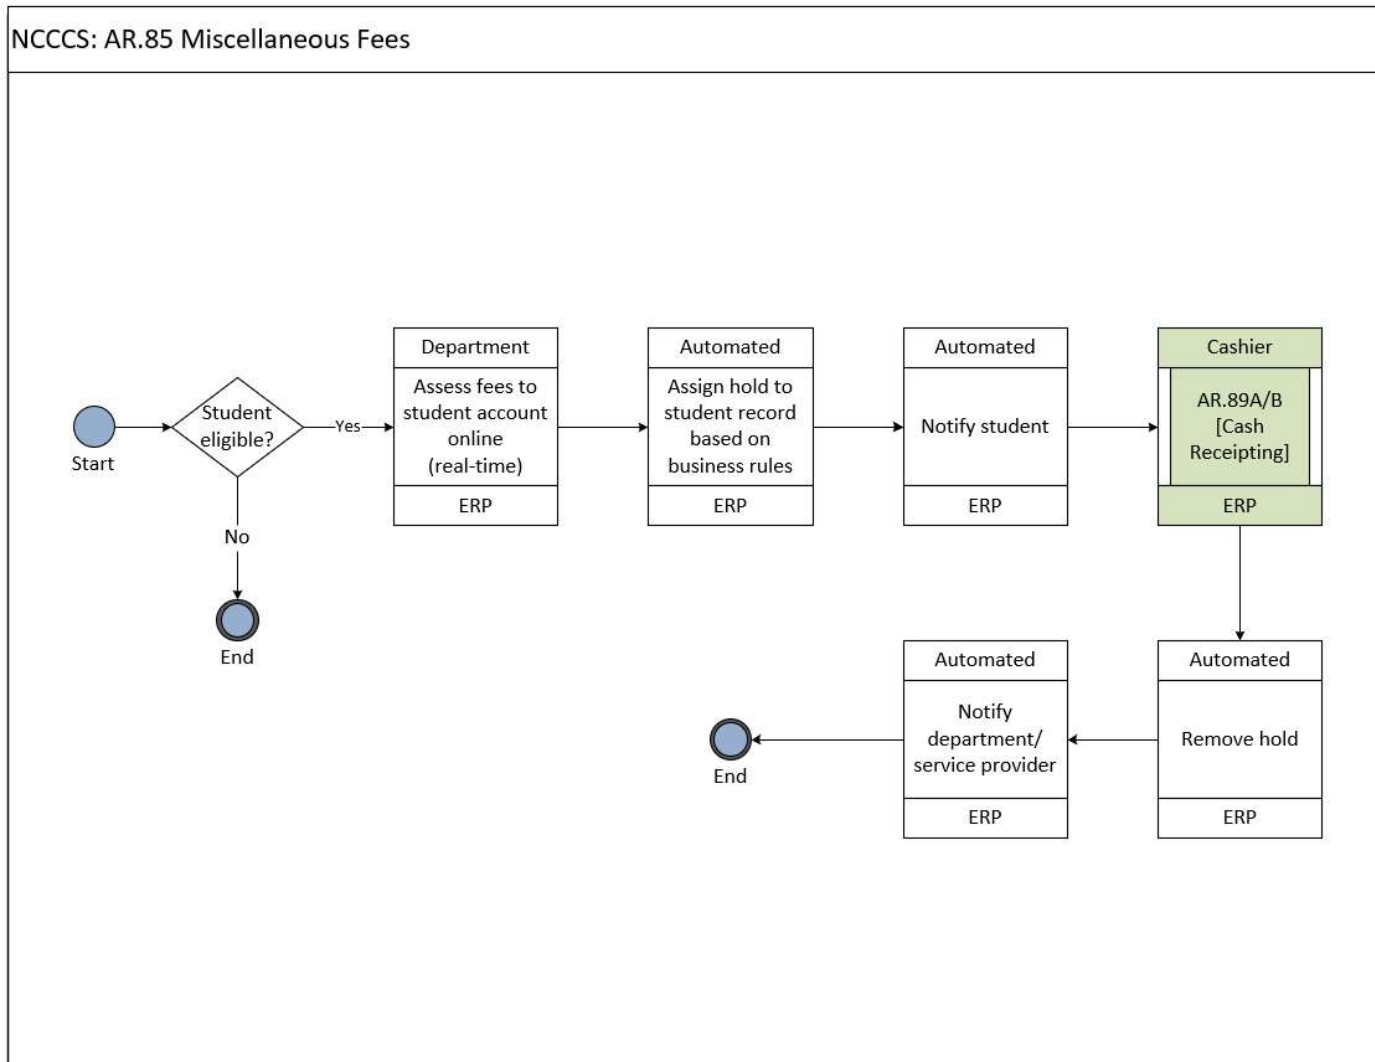 NCCCS: AR.85 Miscellaneous Fees
Start
Student
eligible?
Yes
No
End
Department
Assess fees to
student account
online
(real-time)
ERP
Automated
Assign hold to
student record
based on
business rules
ERP
Automated
Notify student
ERP
Cashier
AR.89A/B
[Cash
Receipting]
ERP
Automated
Remove hold
ERP
Automated
Notify
department/
service provider
ERP
End